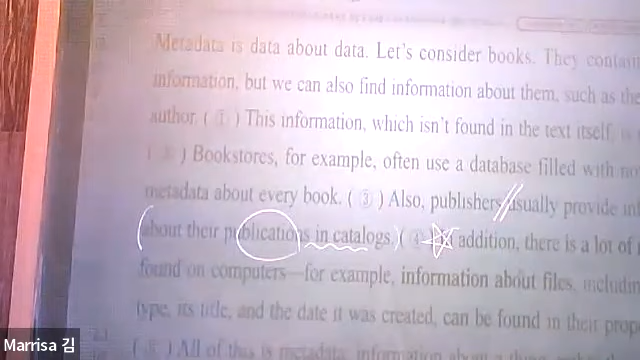 Metadata is data about data. Let's consider books. They contain
information, but we can also find information about them, such as the
author. ( ① ) This information, which isn't found in the text itself,
( ② ) Bookstores, for example, often use a database filled with
metadata about every book. ( ③ ) Also, publishers usually provide
about their publications in catalogs. ( ④ ) addition, there is a lot of
found on computers—for example, information about files, includin
type, its title, and the date it was created, can be found in their prop
( ⑤ ) All of this is metadata, information about
Marrisa 김